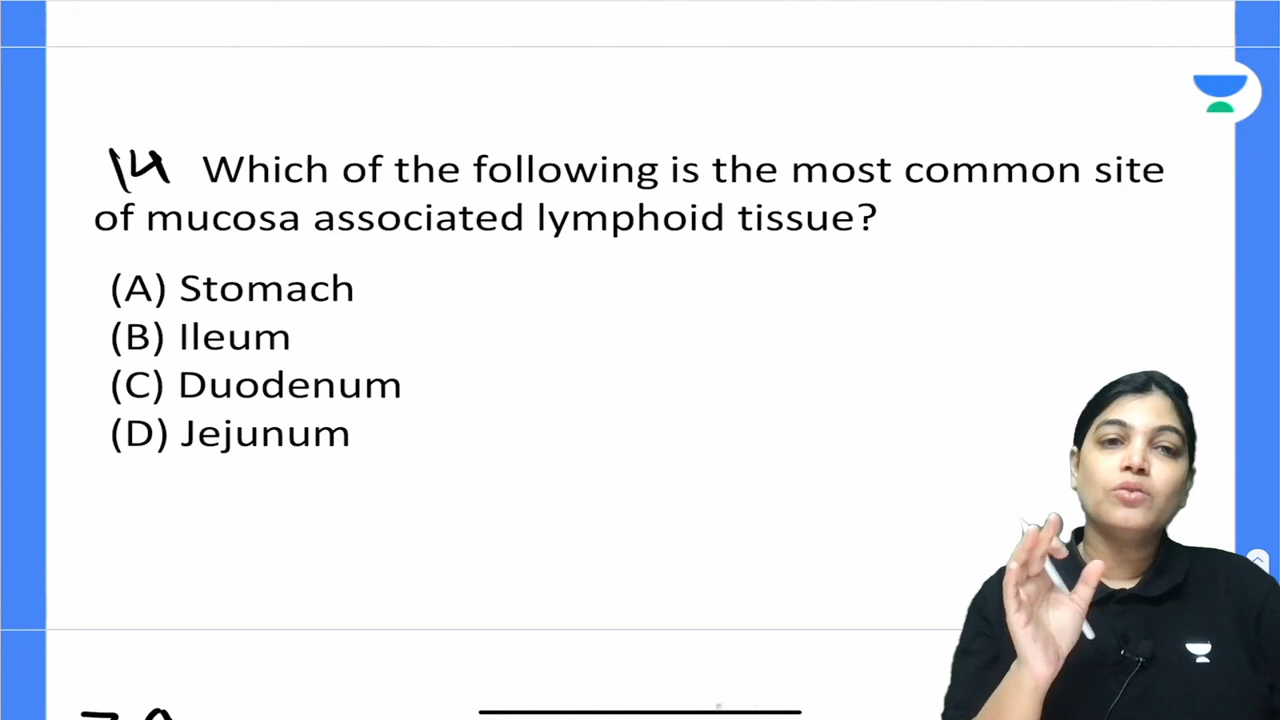 14 Which of the following is the most common site
of mucosa associated lymphoid tissue?
(A) Stomach
(B) Ileum
(C) Duodenum
(D) Jejunum